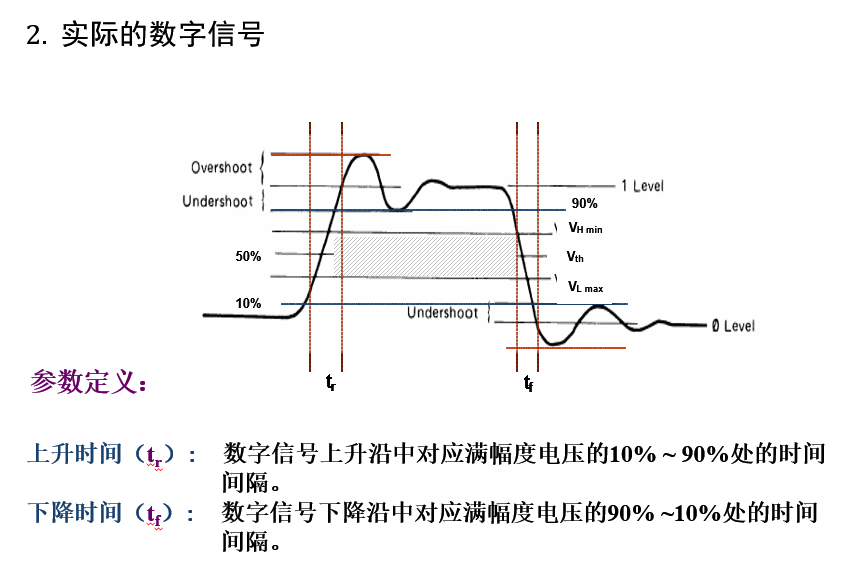 2. 实际的数字信号
Overshoot
Undershoot
1 Level
90%
VH min
50%
Vth
VL max
10%
Undershoot
0 Level
tr
tf
参数定义：
上升时间（tr）： 数字信号上升沿中对应满幅度电压的10% ~ 90%处的时间
间隔。
下降时间（tf）： 数字信号下降沿中对应满幅度电压的90% ~10%处的时间
间隔。